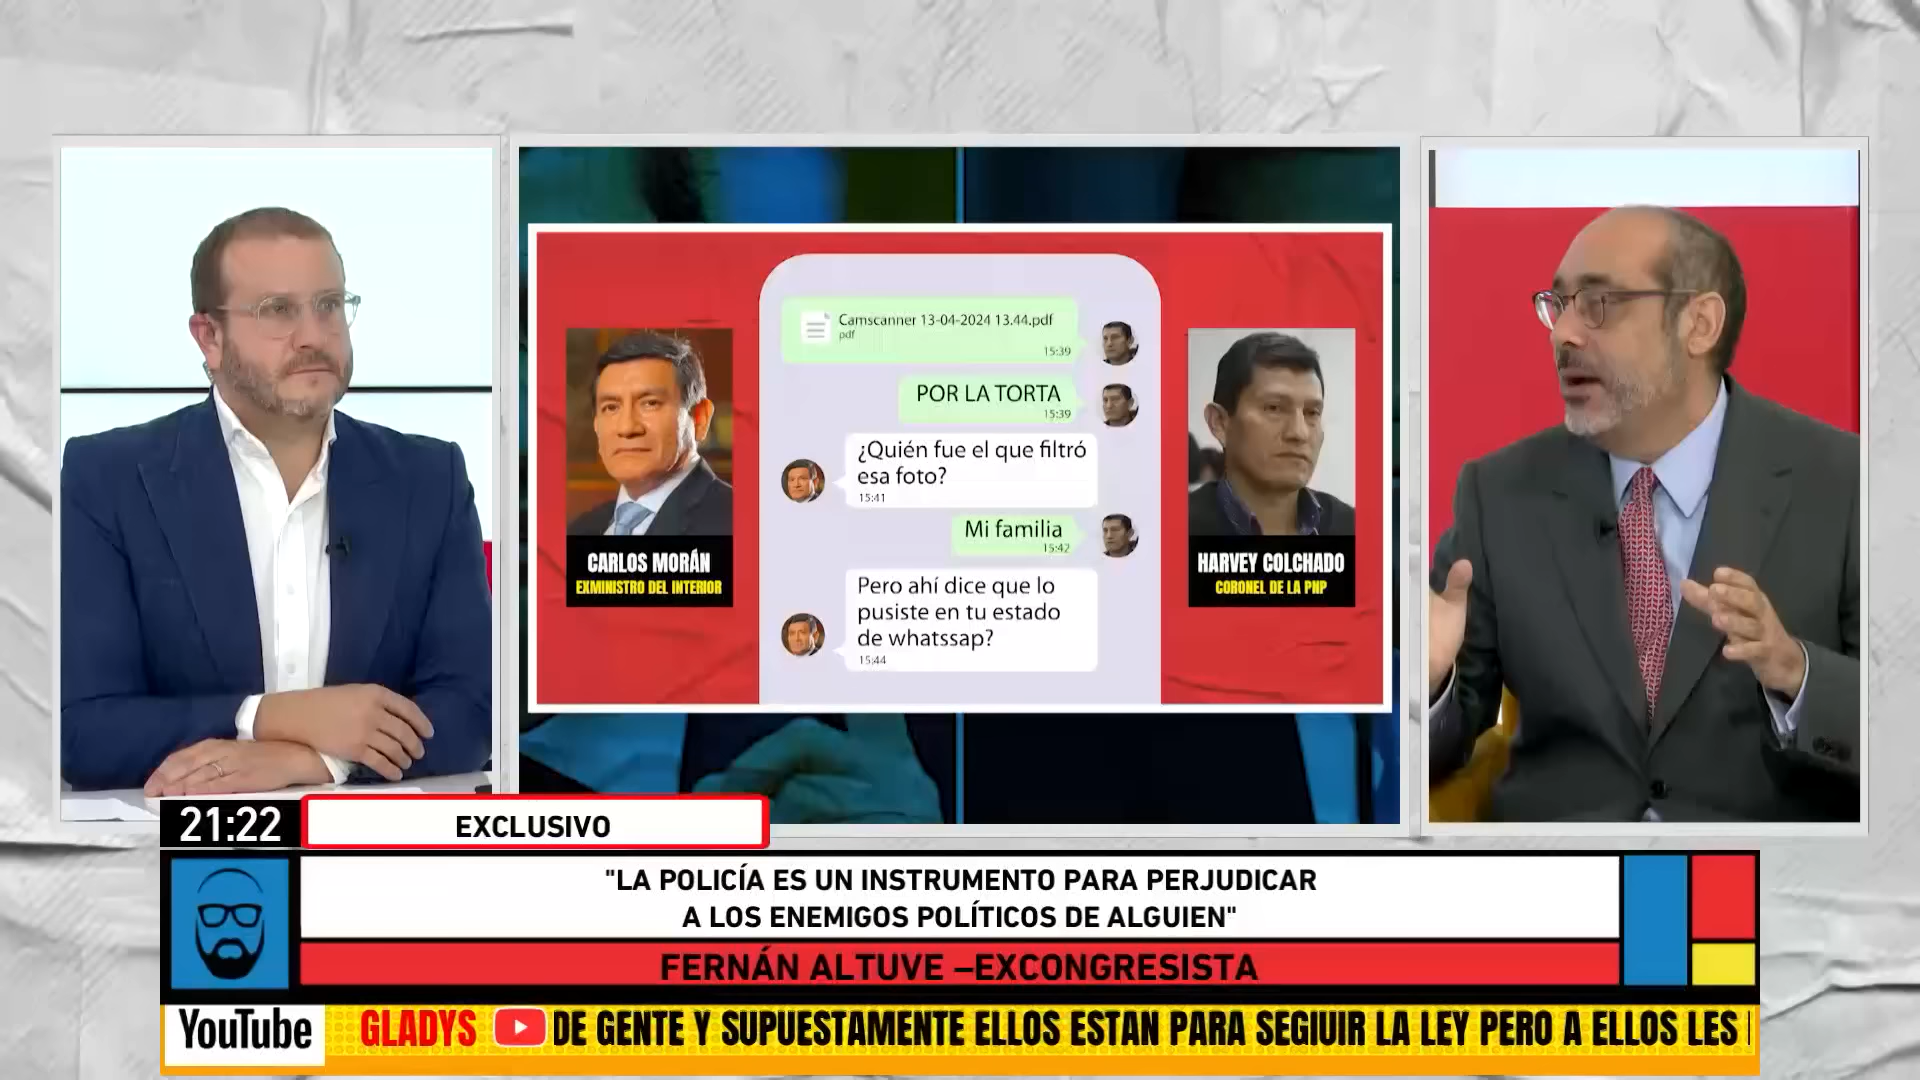 Camscanner 13-04-2024 13.44.pdf
pdf
15:39
POR LA TORTA
15:39
¿Quién fue el que filtró
esa foto?
15:41
Mi familia
15:42
Pero ahí dice que lo
pusiste en tu estado
de whatssap?
15:44
CARLOS MORÁN
EXMINISTRO DEL INTERIOR
HARVEY COLCHADO
CORONEL DE LA PNP
21:22
EXCLUSIVO
"LA POLICÍA ES UN INSTRUMENTO PARA PERJUDICAR
A LOS ENEMIGOS POLÍTICOS DE ALGUIEN"
FERNÁN ALTUVE –EXCONGRESISTA
YouTube GLADYS DE GENTE Y SUPUESTAMENTE ELLOS ESTAN PARA SEGIUIR LA LEY PERO A ELLOS LES